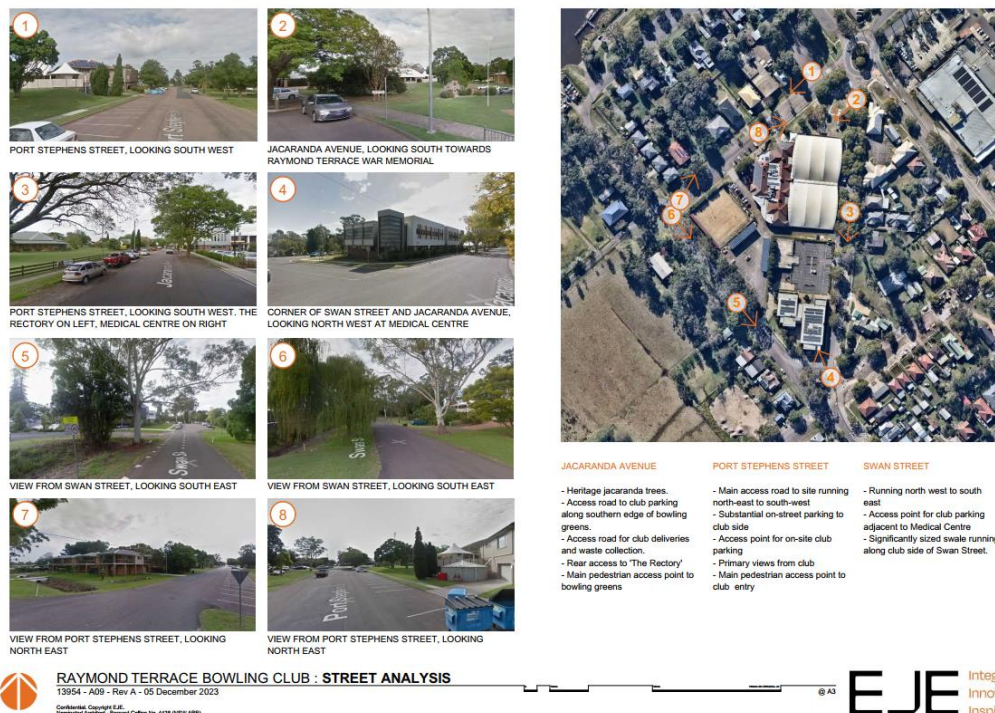 1
PORT STEPHENS STREET, LOOKING SOUTH WEST
2
JACARANDA AVENUE, LOOKING SOUTH TOWARDS
RAYMOND TERRACE WAR MEMORIAL
3
PORT STEPHENS STREET, LOOKING SOUTH WEST. THE
RECTORY ON LEFT, MEDICAL CENTRE ON RIGHT
4
CORNER OF SWAN STREET AND JACARANDA AVENUE,
LOOKING NORTH WEST AT MEDICAL CENTRE
5
Swan St
VIEW FROM SWAN STREET, LOOKING SOUTH EAST
6
Swan S
VIEW FROM SWAN STREET, LOOKING SOUTH EAST
7
VIEW FROM PORT STEPHENS STREET, LOOKING
NORTH EAST
8
VIEW FROM PORT STEPHENS STREET, LOOKING
NORTH EAST
1
2
8
7
6
3
5
4
JACARANDA AVENUE
- Heritage jacaranda trees.
- Access road to club parking
along southern edge of bowling
greens.
- Access road for club deliveries
and waste collection.
- Rear access to 'The Rectory'
- Main pedestrian access point to
bowling greens
PORT STEPHENS STREET
- Main access road to site running
north-east to south-west
- Substantial on-street parking to
club side
- Access point for on-site club
parking
- Primary views from club
- Main pedestrian access point to
club entry
SWAN STREET
- Running north west to south
east
- Access point for club parking
adjacent to Medical Centre
- Significantly sized swale running
along club side of Swan Street.
RAYMOND TERRACE BOWLING CLUB : STREET ANALYSIS
13954 - A09 - Rev A - 05 December 2023
Confidential. Copyright EJE.
@ A3
EJE
Integ
Innov
Inspi